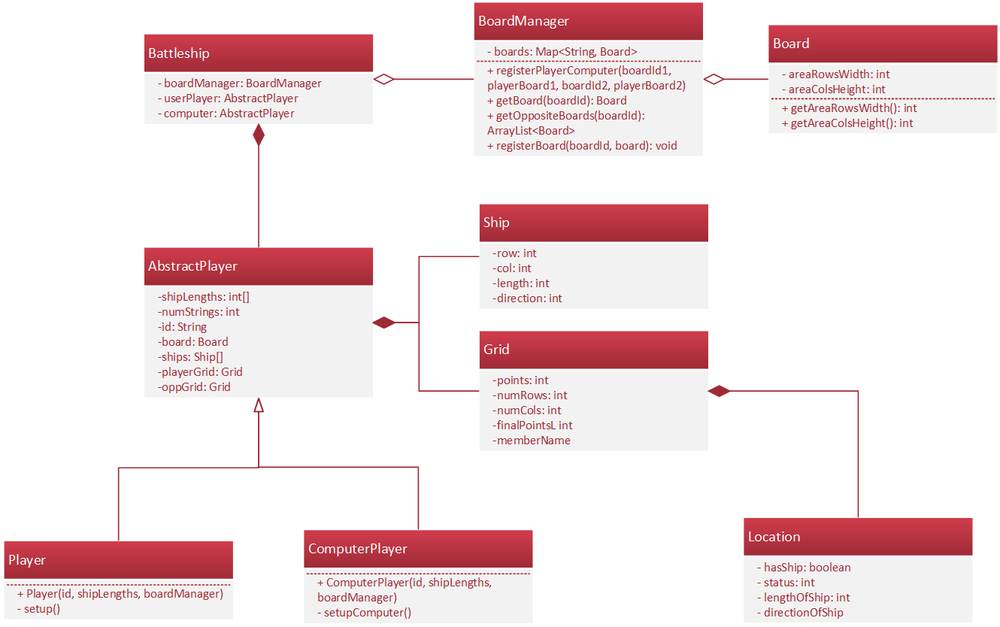 Battleship
- boardManager: BoardManager
- userPlayer: AbstractPlayer
- computer: AbstractPlayer
BoardManager
- boards: Map<String, Board>
+ registerPlayerComputer(boardId1,
playerBoard1, boardId2, playerBoard2)
+ getBoard(boardId): Board
+ getOppositeBoards(boardId):
ArrayList<Board>
+ registerBoard(boardId, board): void
Board
- areaRowsWidth: int
- areaColsHeight: int
+ getAreaRowsWidth(): int
+ getAreaColsHeight(): int
AbstractPlayer
-shipLengths: int[]
-numStrings: int
-id: String
-board: Board
-ships: Ship[]
-playerGrid: Grid
-oppGrid: Grid
Ship
-row: int
-col: int
-length: int
-direction: int
Grid
-points: int
-numRows: int
-numCols: int
-finalPointsL int
-memberName
Player
+ Player(id, shipLengths, boardManager)
- setup()
ComputerPlayer
+ ComputerPlayer(id, shipLengths,
boardManager)
- setupComputer()
Location
- hasShip: boolean
- status: int
- lengthOfShip: int
- directionOfShip